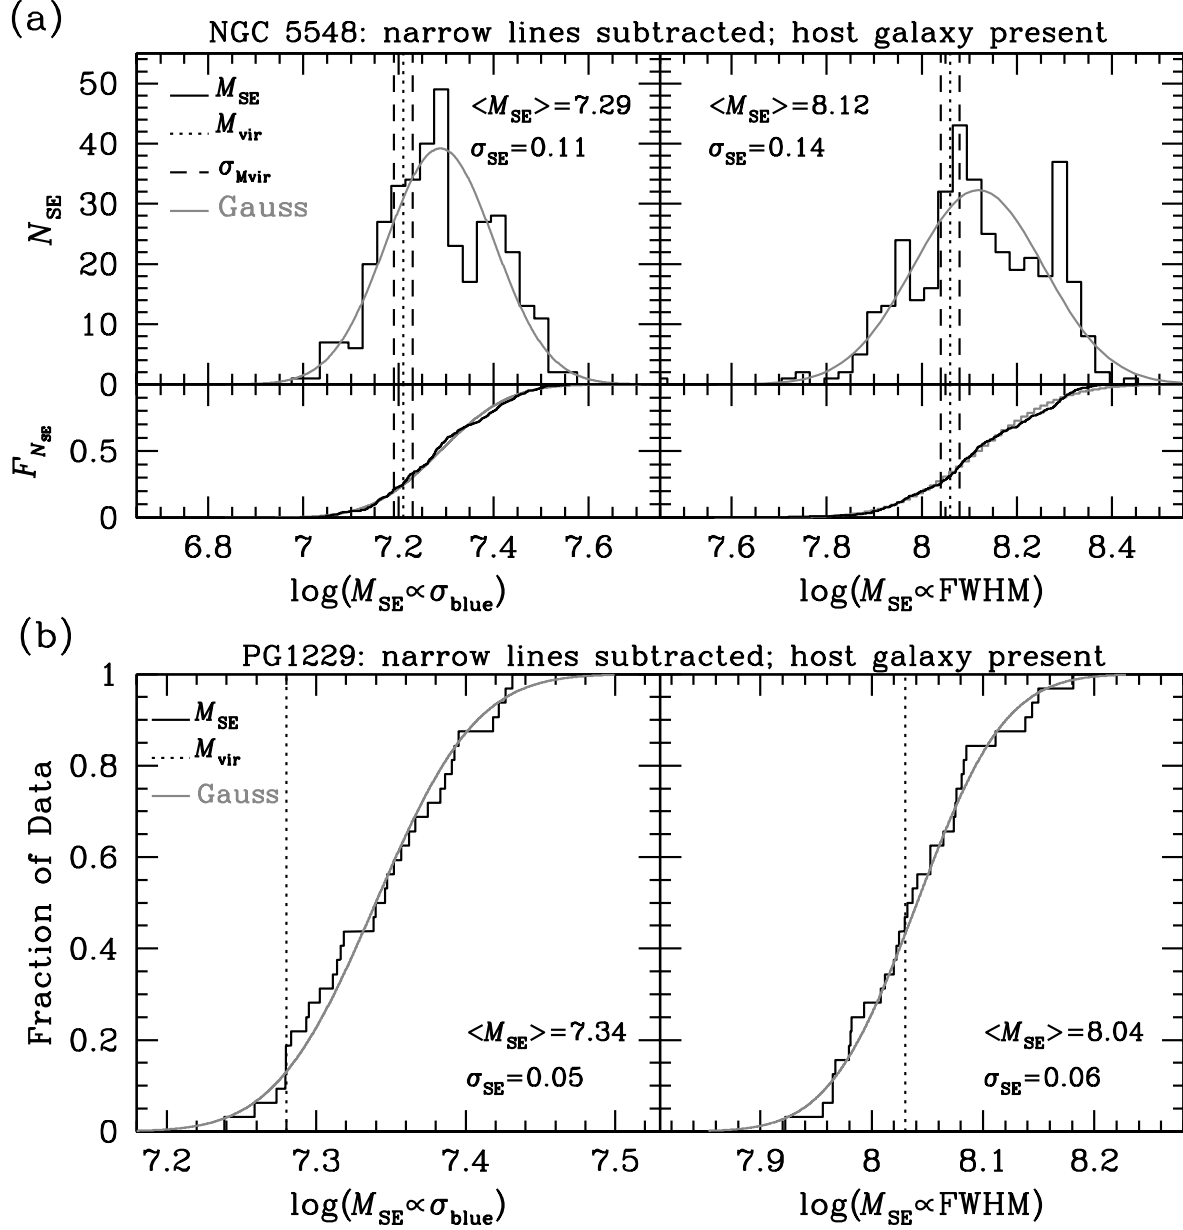 (a)
NGC 5548: narrow lines subtracted; host galaxy present
M_SE
M_vir
σ_Mvir
Gauss
<M_SE>=7.29
σ_SE=0.11
<M_SE>=8.12
σ_SE=0.14
N_SE
50
40
30
20
10
0
F_N_SE
0.5
0
6.8 7 7.2 7.4 7.6
7.6 7.8 8 8.2 8.4
log(M_SE∝σ_blue)
log(M_SE∝FWHM)
(b)
PG1229: narrow lines subtracted; host galaxy present
M_SE
M_vir
Gauss
<M_SE>=7.34
σ_SE=0.05
<M_SE>=8.04
σ_SE=0.06
Fraction of Data
1
0.8
0.6
0.4
0.2
0
7.2 7.3 7.4 7.5
7.9 8 8.1 8.2
log(M_SE∝σ_blue)
log(M_SE∝FWHM)